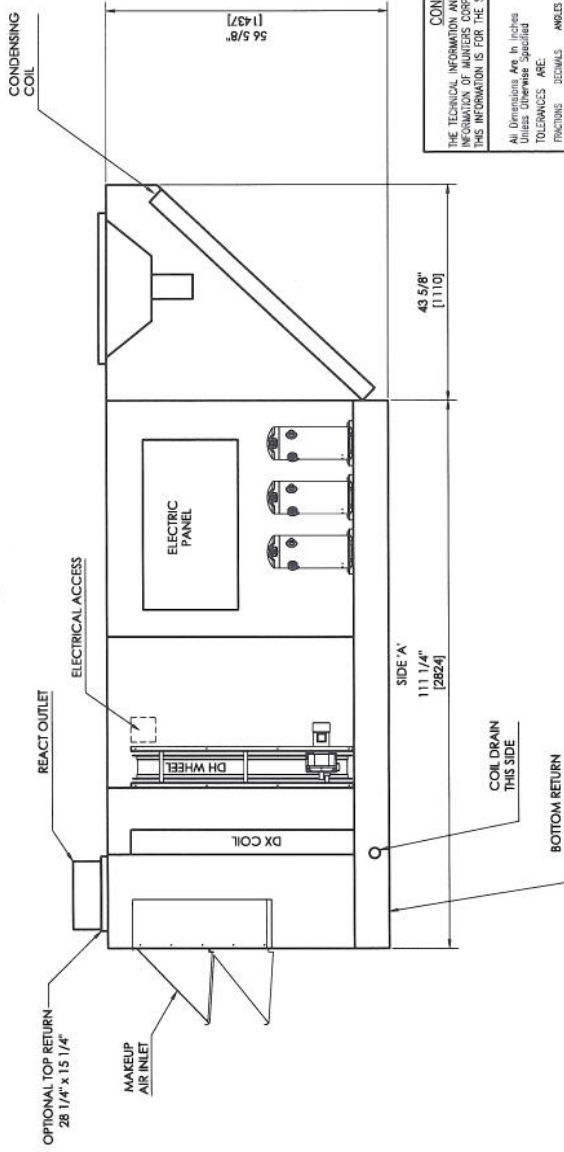 CONDENSING
COIL
56 5/8"
[1437]
REACT OUTLET
ELECTRICAL ACCESS
OPTIONAL TOP RETURN
28 1/4" x 15 1/4"
MAKEUP
AIR INLET
DX COIL
DH WHEEL
ELECTRIC
PANEL
43 5/8"
[1110]
SIDE 'A'
111 1/4"
[2824]
COIL DRAIN
THIS SIDE
BOTTOM RETURN
CON
THE TECHNICAL INFORMATION AN
INFORMATION OF MUNTERS CORP
THIS INFORMATION IS FOR THE S
All Dimensions Are In Inches
Unless Otherwise Specified
TOLERANCES ARE:
FRACTIONS DECIMALS ANGLES